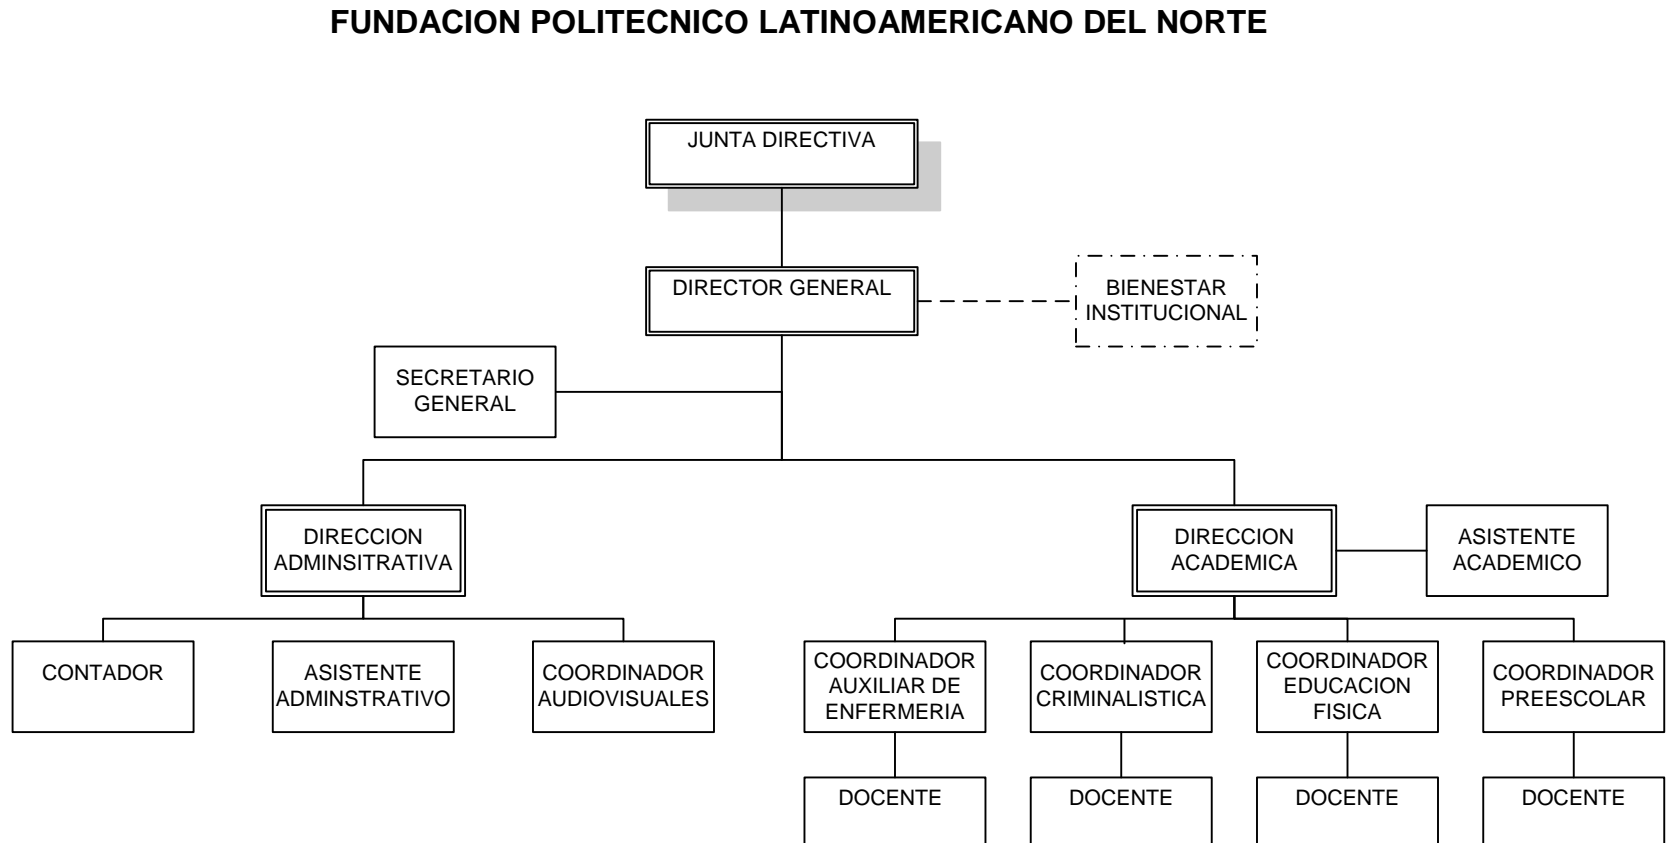 FUNDACION POLITECNICO LATINOAMERICANO DEL NORTE
JUNTA DIRECTIVA
DIRECTOR GENERAL
BIENESTAR
INSTITUCIONAL
SECRETARIO
GENERAL
DIRECCION
ADMINSITRATIVA
DIRECCION
ACADEMICA
ASISTENTE
ACADEMICO
CONTADOR
ASISTENTE
ADMINSTRATIVO
COORDINADOR
AUDIOVISUALES
COORDINADOR
AUXILIAR DE
ENFERMERIA
COORDINADOR
CRIMINALISTICA
COORDINADOR
EDUCACION
FISICA
COORDINADOR
PREESCOLAR
DOCENTE
DOCENTE
DOCENTE
DOCENTE